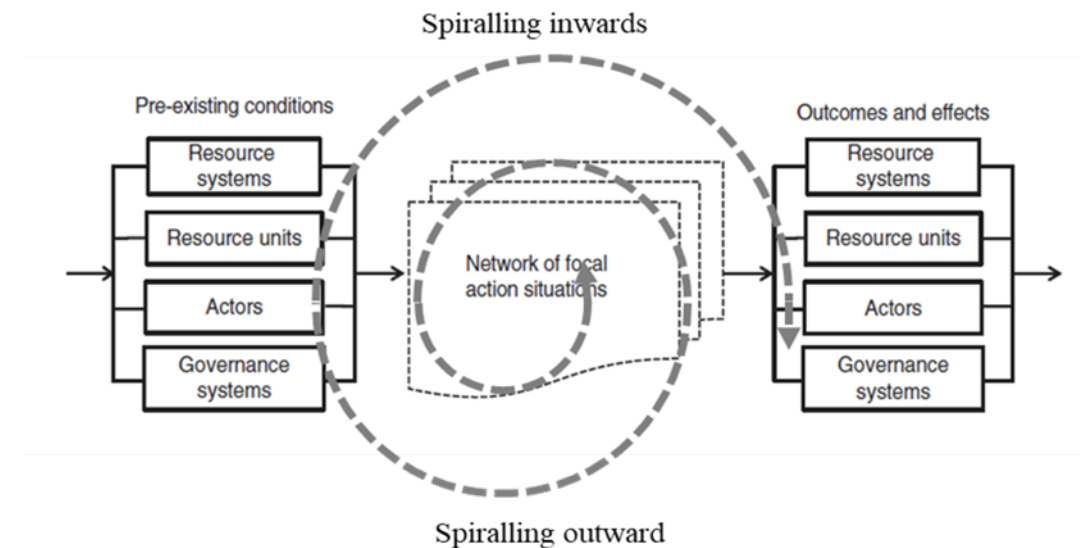 Spiralling inwards
Pre-existing conditions
Resource
systems
Resource units
Actors
Governance
systems
Network of focal
action situations
Outcomes and effects
Resource
systems
Resource units
Actors
Governance
systems
Spiralling outward